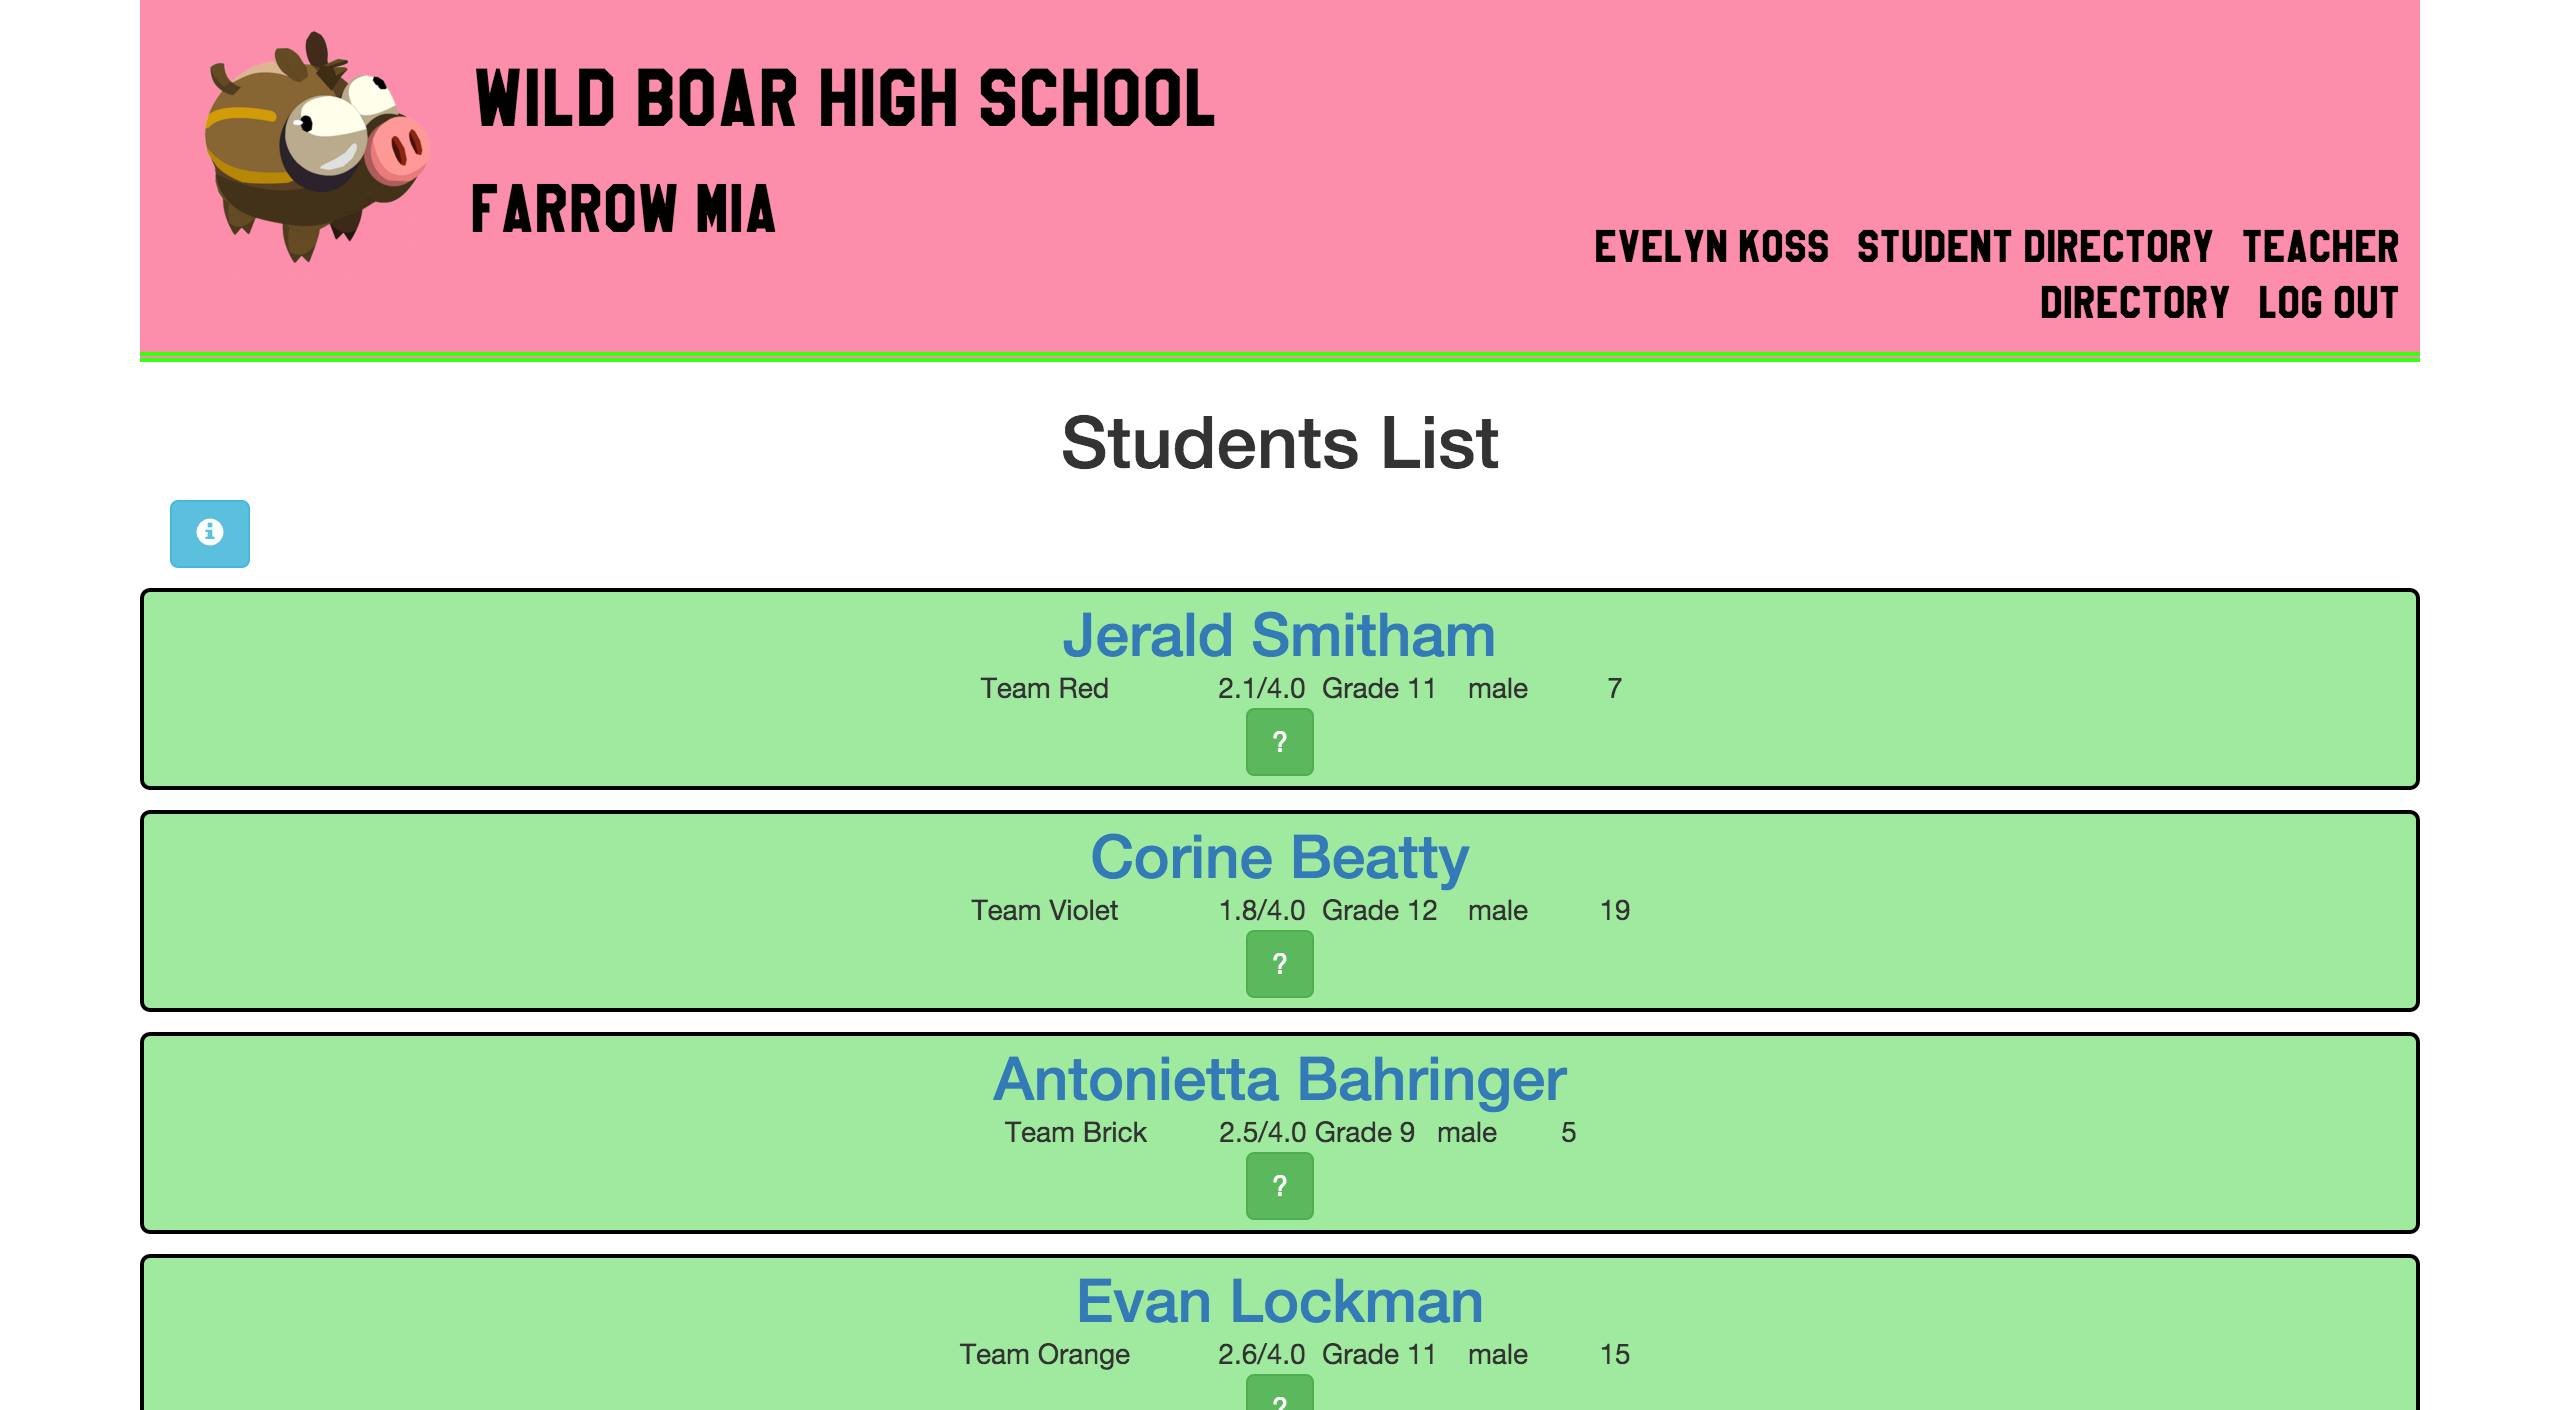 WILD BOAR HIGH SCHOOL
FARROW MIA
EVELYN KOSS STUDENT DIRECTORY TEACHER
DIRECTORY LOG OUT
Students List
Jerald Smitham
Team Red 2.1/4.0 Grade 11 male 7
?
Corine Beatty
Team Violet 1.8/4.0 Grade 12 male 19
?
Antonietta Bahringer
Team Brick 2.5/4.0 Grade 9 male 5
?
Evan Lockman
Team Orange 2.6/4.0 Grade 11 male 15
?